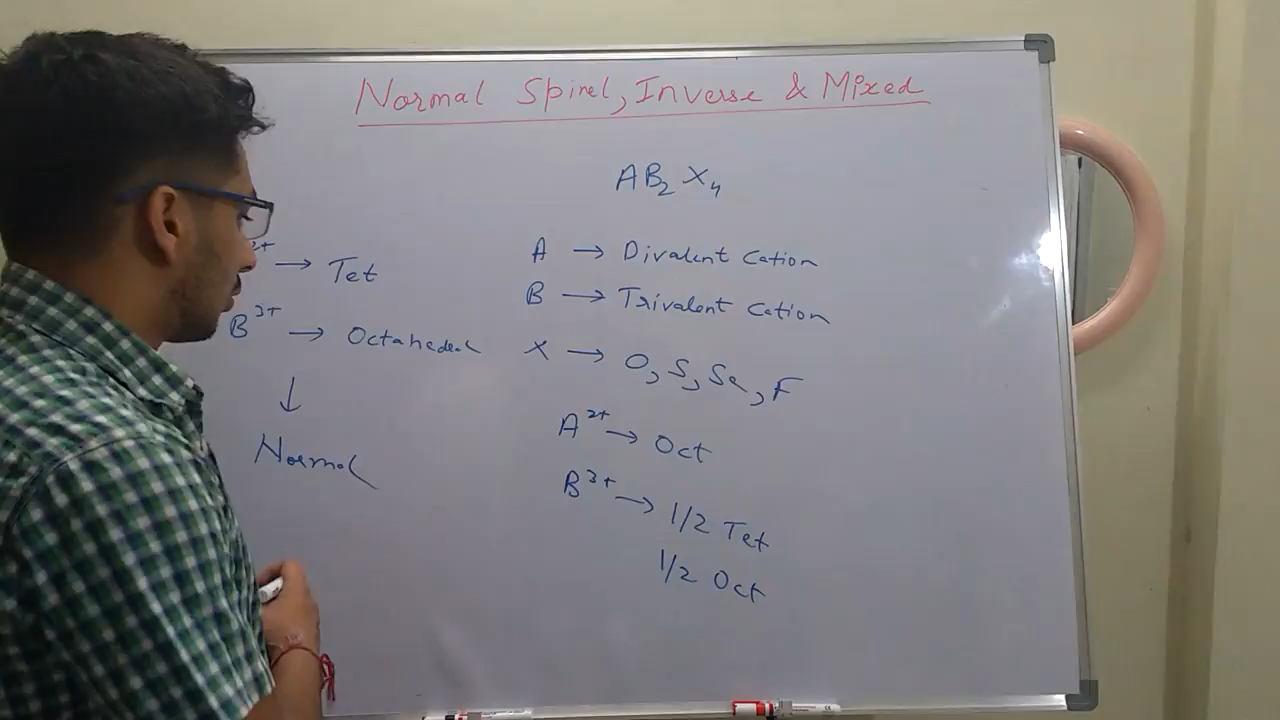 Normal Spinel, Inverse & Mixed
AB₂X₄
A → Divalent Cation
B → Trivalent Cation
X → O, S, Se, F
→ Tet
B³⁺ → Octahedral
↓
Normal
A²⁺ → Oct
B³⁺ → 1/2 Tet
1/2 Oct